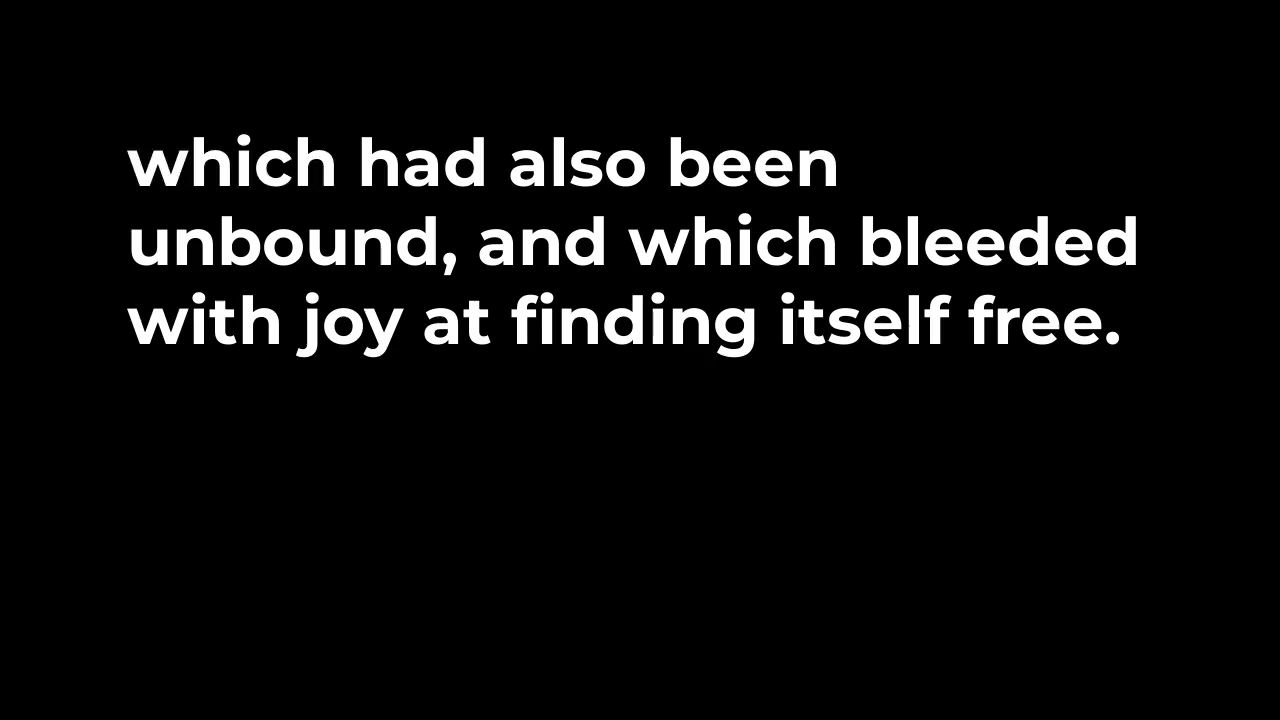 which had also been
unbound, and which bleeded
with joy at finding itself free.